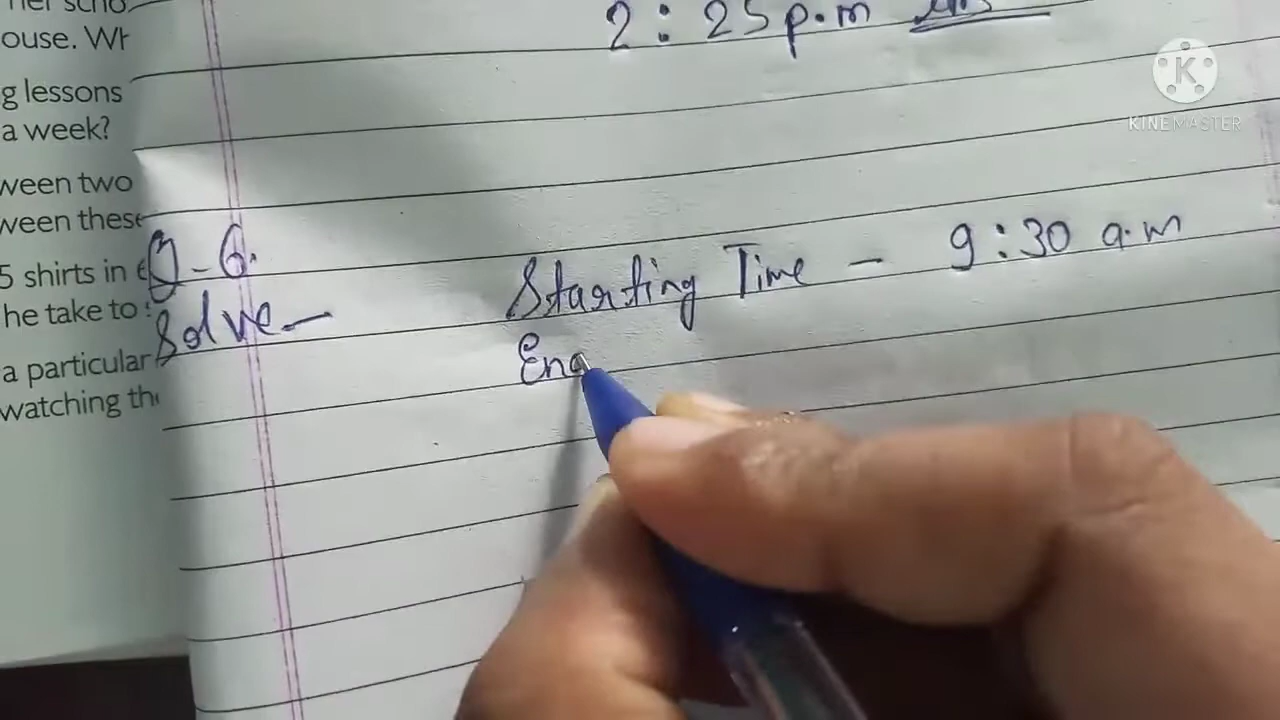 ouse. Wh
2 : 25 p.m Ans
g lessons
a week?
ween two
ween these
5 shirts in
he take to
a particular
watching the
Q-6.
Solve-
Starting Time - 9:30 a.m
End
K
KINEMASTER